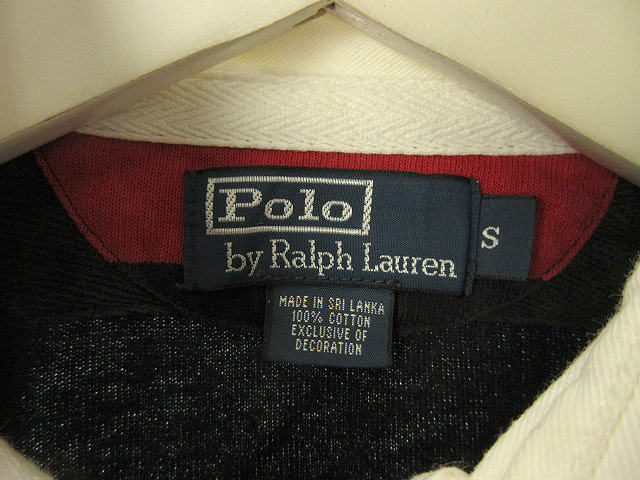 Polo
by Ralph Lauren
S
MADE IN SRI LANKA
100% COTTON
EXCLUSIVE OF
DECORATION